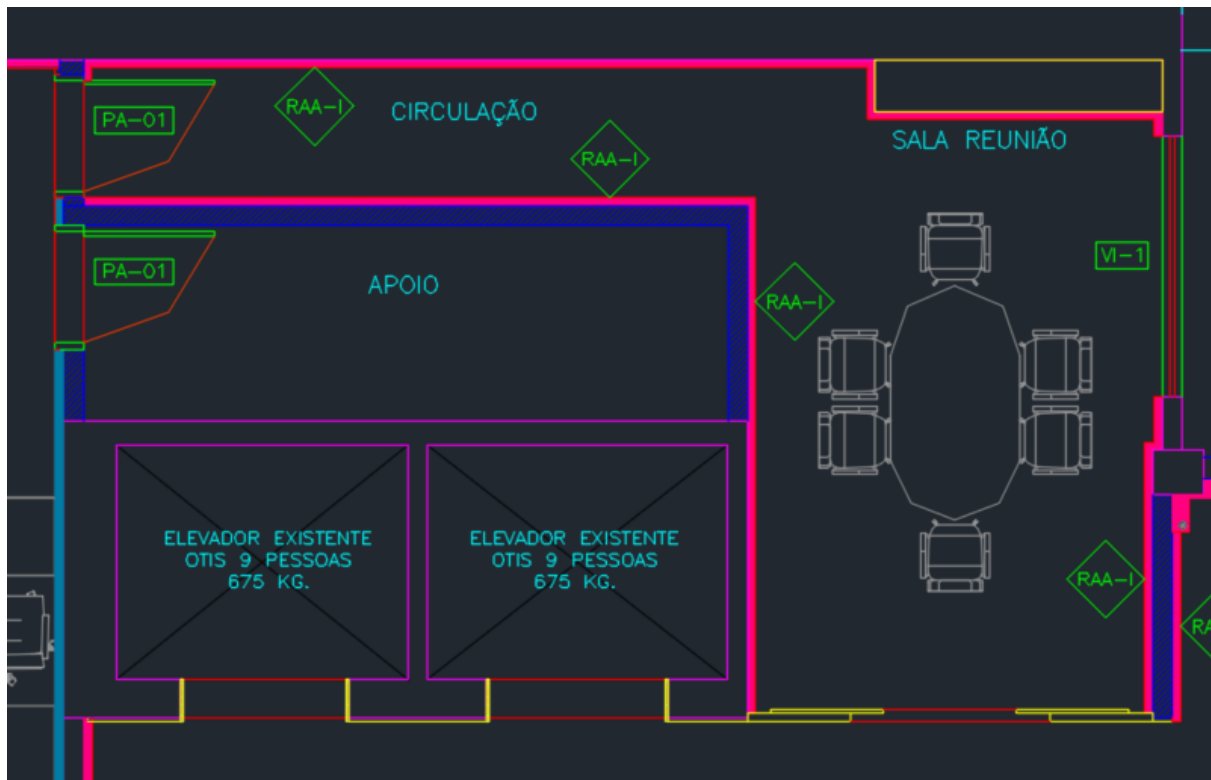 RAA-I
PA-01
CIRCULAÇÃO
SALA REUNIÃO
RAA-I
VI-1
PA-01
APOIO
RAA-I
ELEVADOR EXISTENTE
OTIS 9 PESSOAS
675 KG.
ELEVADOR EXISTENTE
OTIS 9 PESSOAS
675 KG.
RAA-I
RA